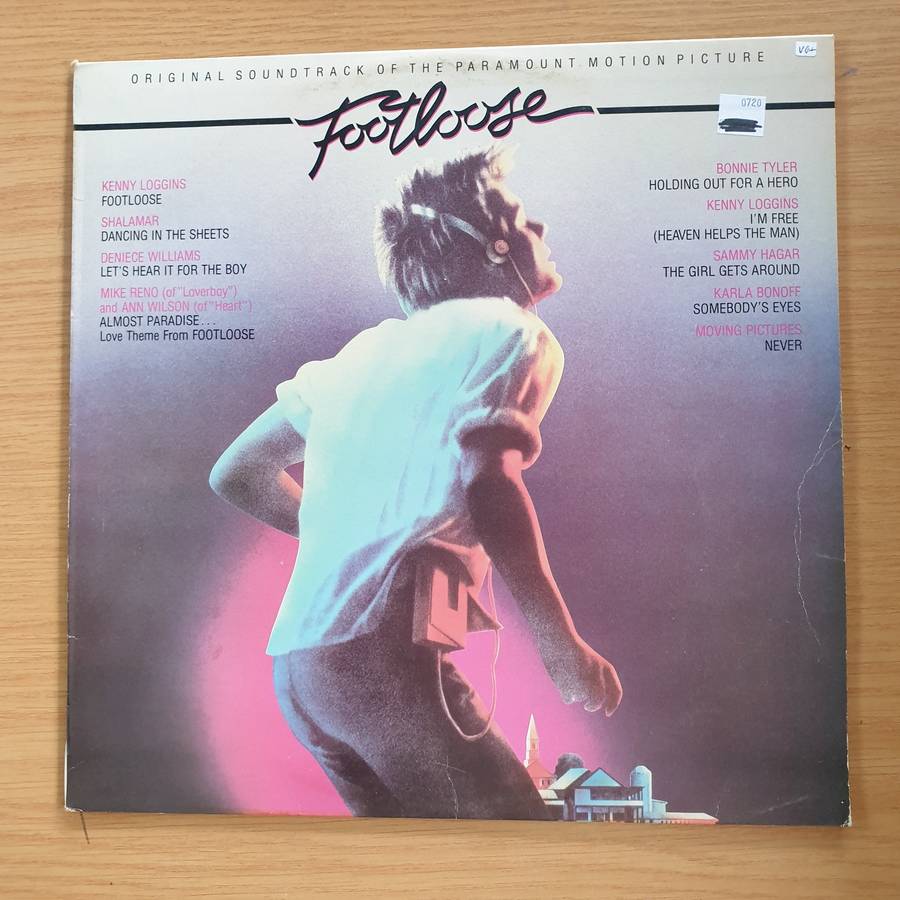 VG+
ORIGINAL SOUNDTRACK OF THE PARAMOUNT MOTION PICTURE
Footloose
0720
KENNY LOGGINS
FOOTLOOSE
SHALAMAR
DANCING IN THE SHEETS
DENIECE WILLIAMS
LET'S HEAR IT FOR THE BOY
MIKE RENO (of "Loverboy")
and ANN WILSON (of "Heart")
ALMOST PARADISE...
Love Theme From FOOTLOOSE
BONNIE TYLER
HOLDING OUT FOR A HERO
KENNY LOGGINS
I'M FREE
(HEAVEN HELPS THE MAN)
SAMMY HAGAR
THE GIRL GETS AROUND
KARLA BONOFF
SOMEBODY'S EYES
MOVING PICTURES
NEVER